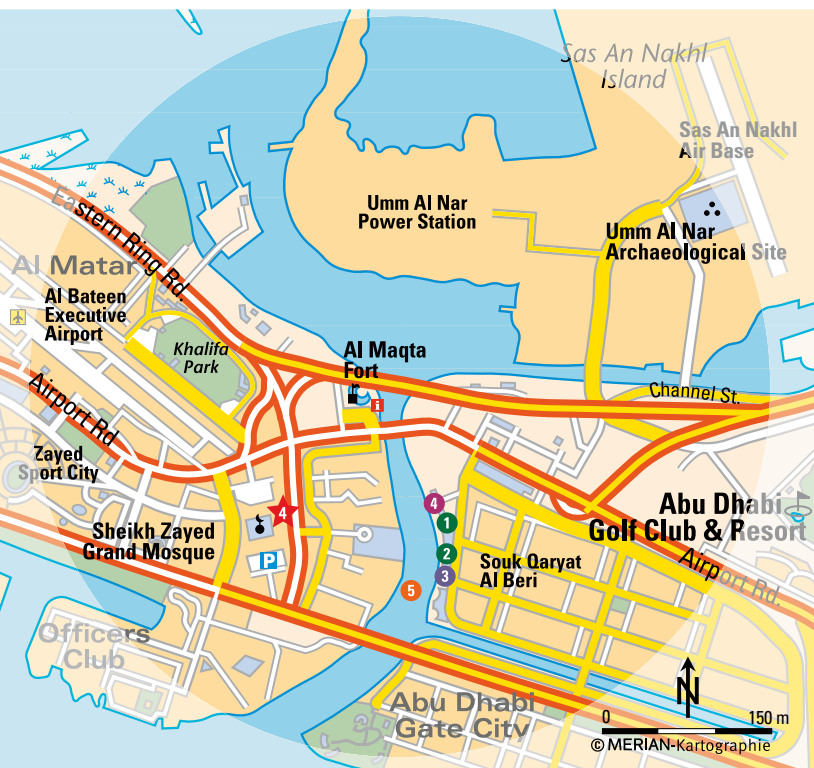 Sas An Nakhl
Island
Sas An Nakhl
Air Base
Umm Al Nar
Power Station
Umm Al Nar
Archaeological Site
Eastern Ring Rd.
Al Matar
Al Bateen
Executive
Airport
Khalifa
Park
Al Maqta
Fort
i
Channel St.
Airport Rd
Zayed
Sport City
4
4
1
Abu Dhabi
Golf Club & Resort
Sheikh Zayed
Grand Mosque
P
2
3
5
Souk Qaryat
Al Beri
Airport Rd.
Officers
Club
Abu Dhabi
Gate City
N
0 150 m
© MERIAN-Kartographie